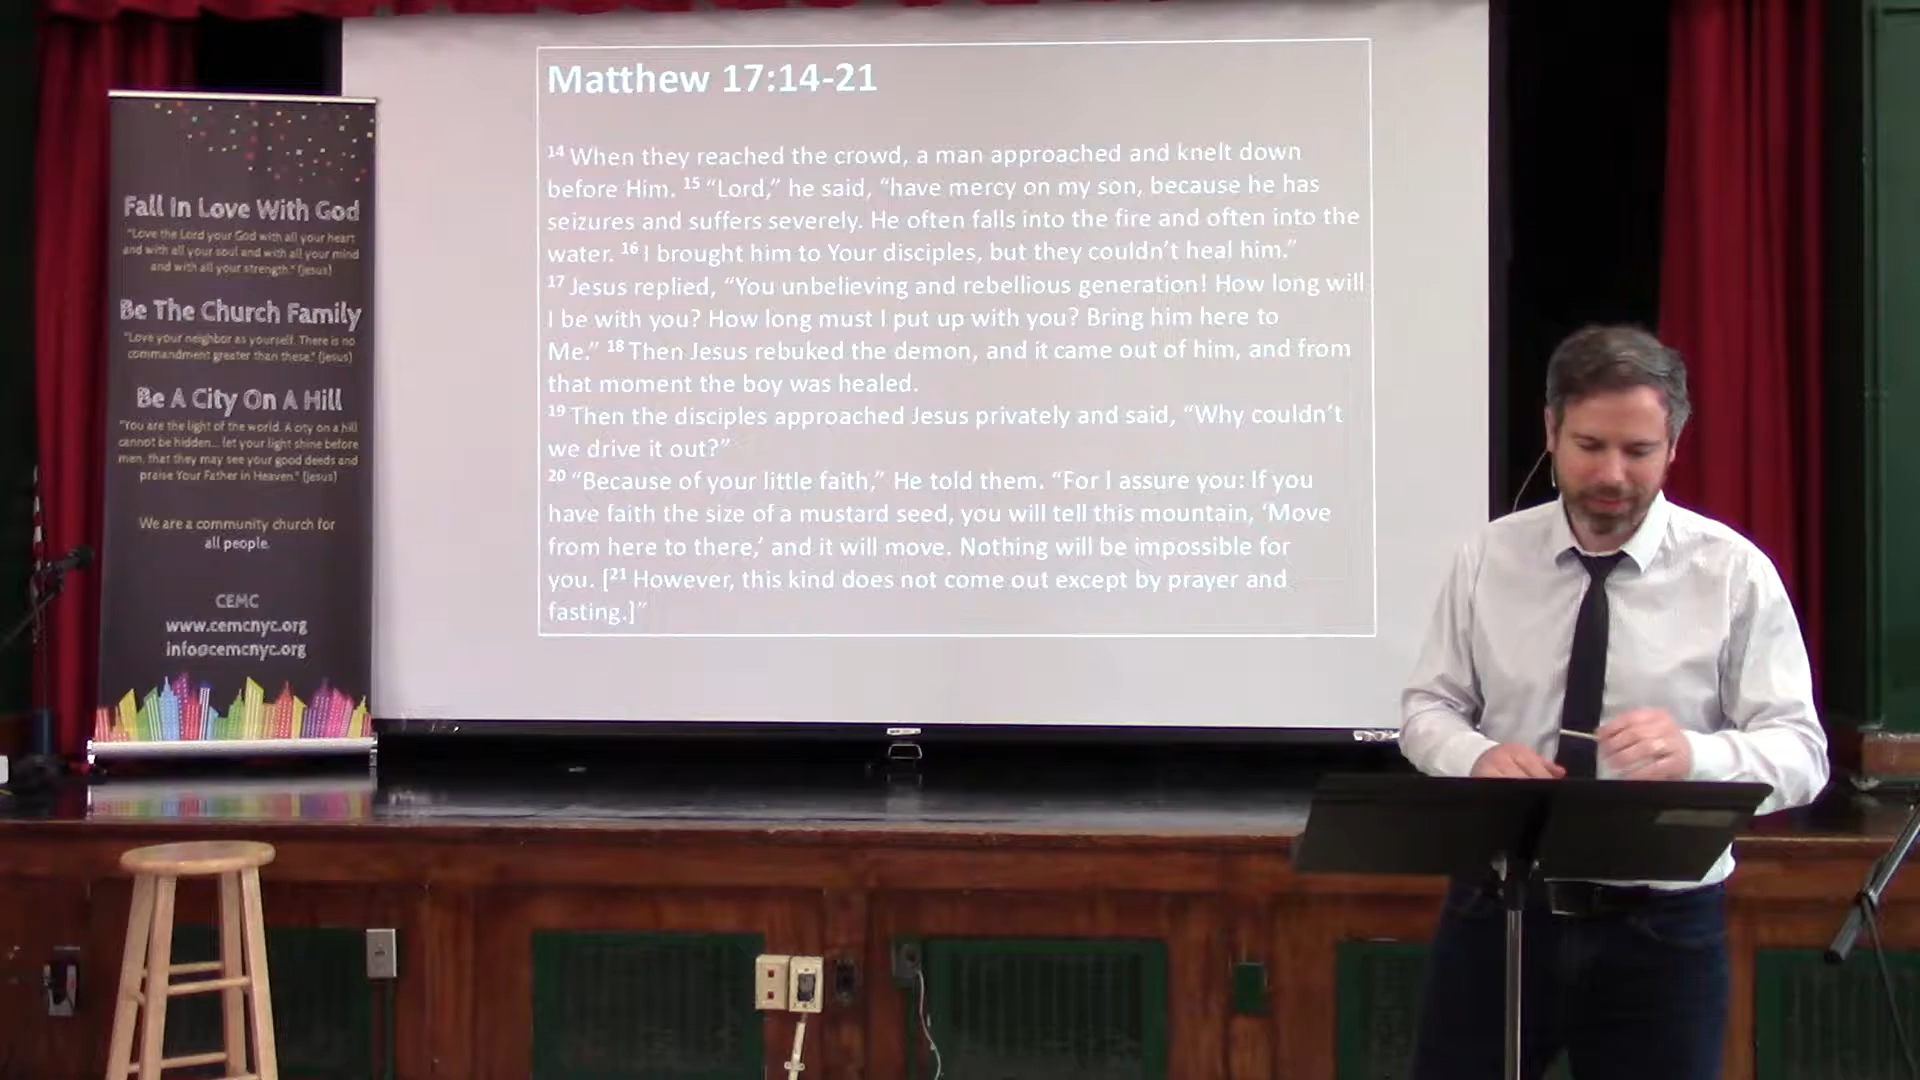 Fall In Love With God
"Love the Lord your God with all your heart
and with all your soul and with all your mind
and with all your strength." (Jesus)
Be The Church Family
"Love your neighbor as yourself. There is no
commandment greater than these." (Jesus)
Be A City On A Hill
"You are the light of the world. A city on a hill
cannot be hidden... let your light shine before
men, that they may see your good deeds and
praise Your Father in Heaven." (Jesus)
We are a community church for
all people.
CEMC
www.cemcnyc.org
info@cemcnyc.org
Matthew 17:14-21
14 When they reached the crowd, a man approached and knelt down
before Him. 15 “Lord,” he said, “have mercy on my son, because he has
seizures and suffers severely. He often falls into the fire and often into the
water. 16 I brought him to Your disciples, but they couldn’t heal him.”
17 Jesus replied, “You unbelieving and rebellious generation! How long will
I be with you? How long must I put up with you? Bring him here to
Me.” 18 Then Jesus rebuked the demon, and it came out of him, and from
that moment the boy was healed.
19 Then the disciples approached Jesus privately and said, “Why couldn’t
we drive it out?”
20 “Because of your little faith,” He told them. “For I assure you: If you
have faith the size of a mustard seed, you will tell this mountain, ‘Move
from here to there,’ and it will move. Nothing will be impossible for
you. [21 However, this kind does not come out except by prayer and
fasting.]”